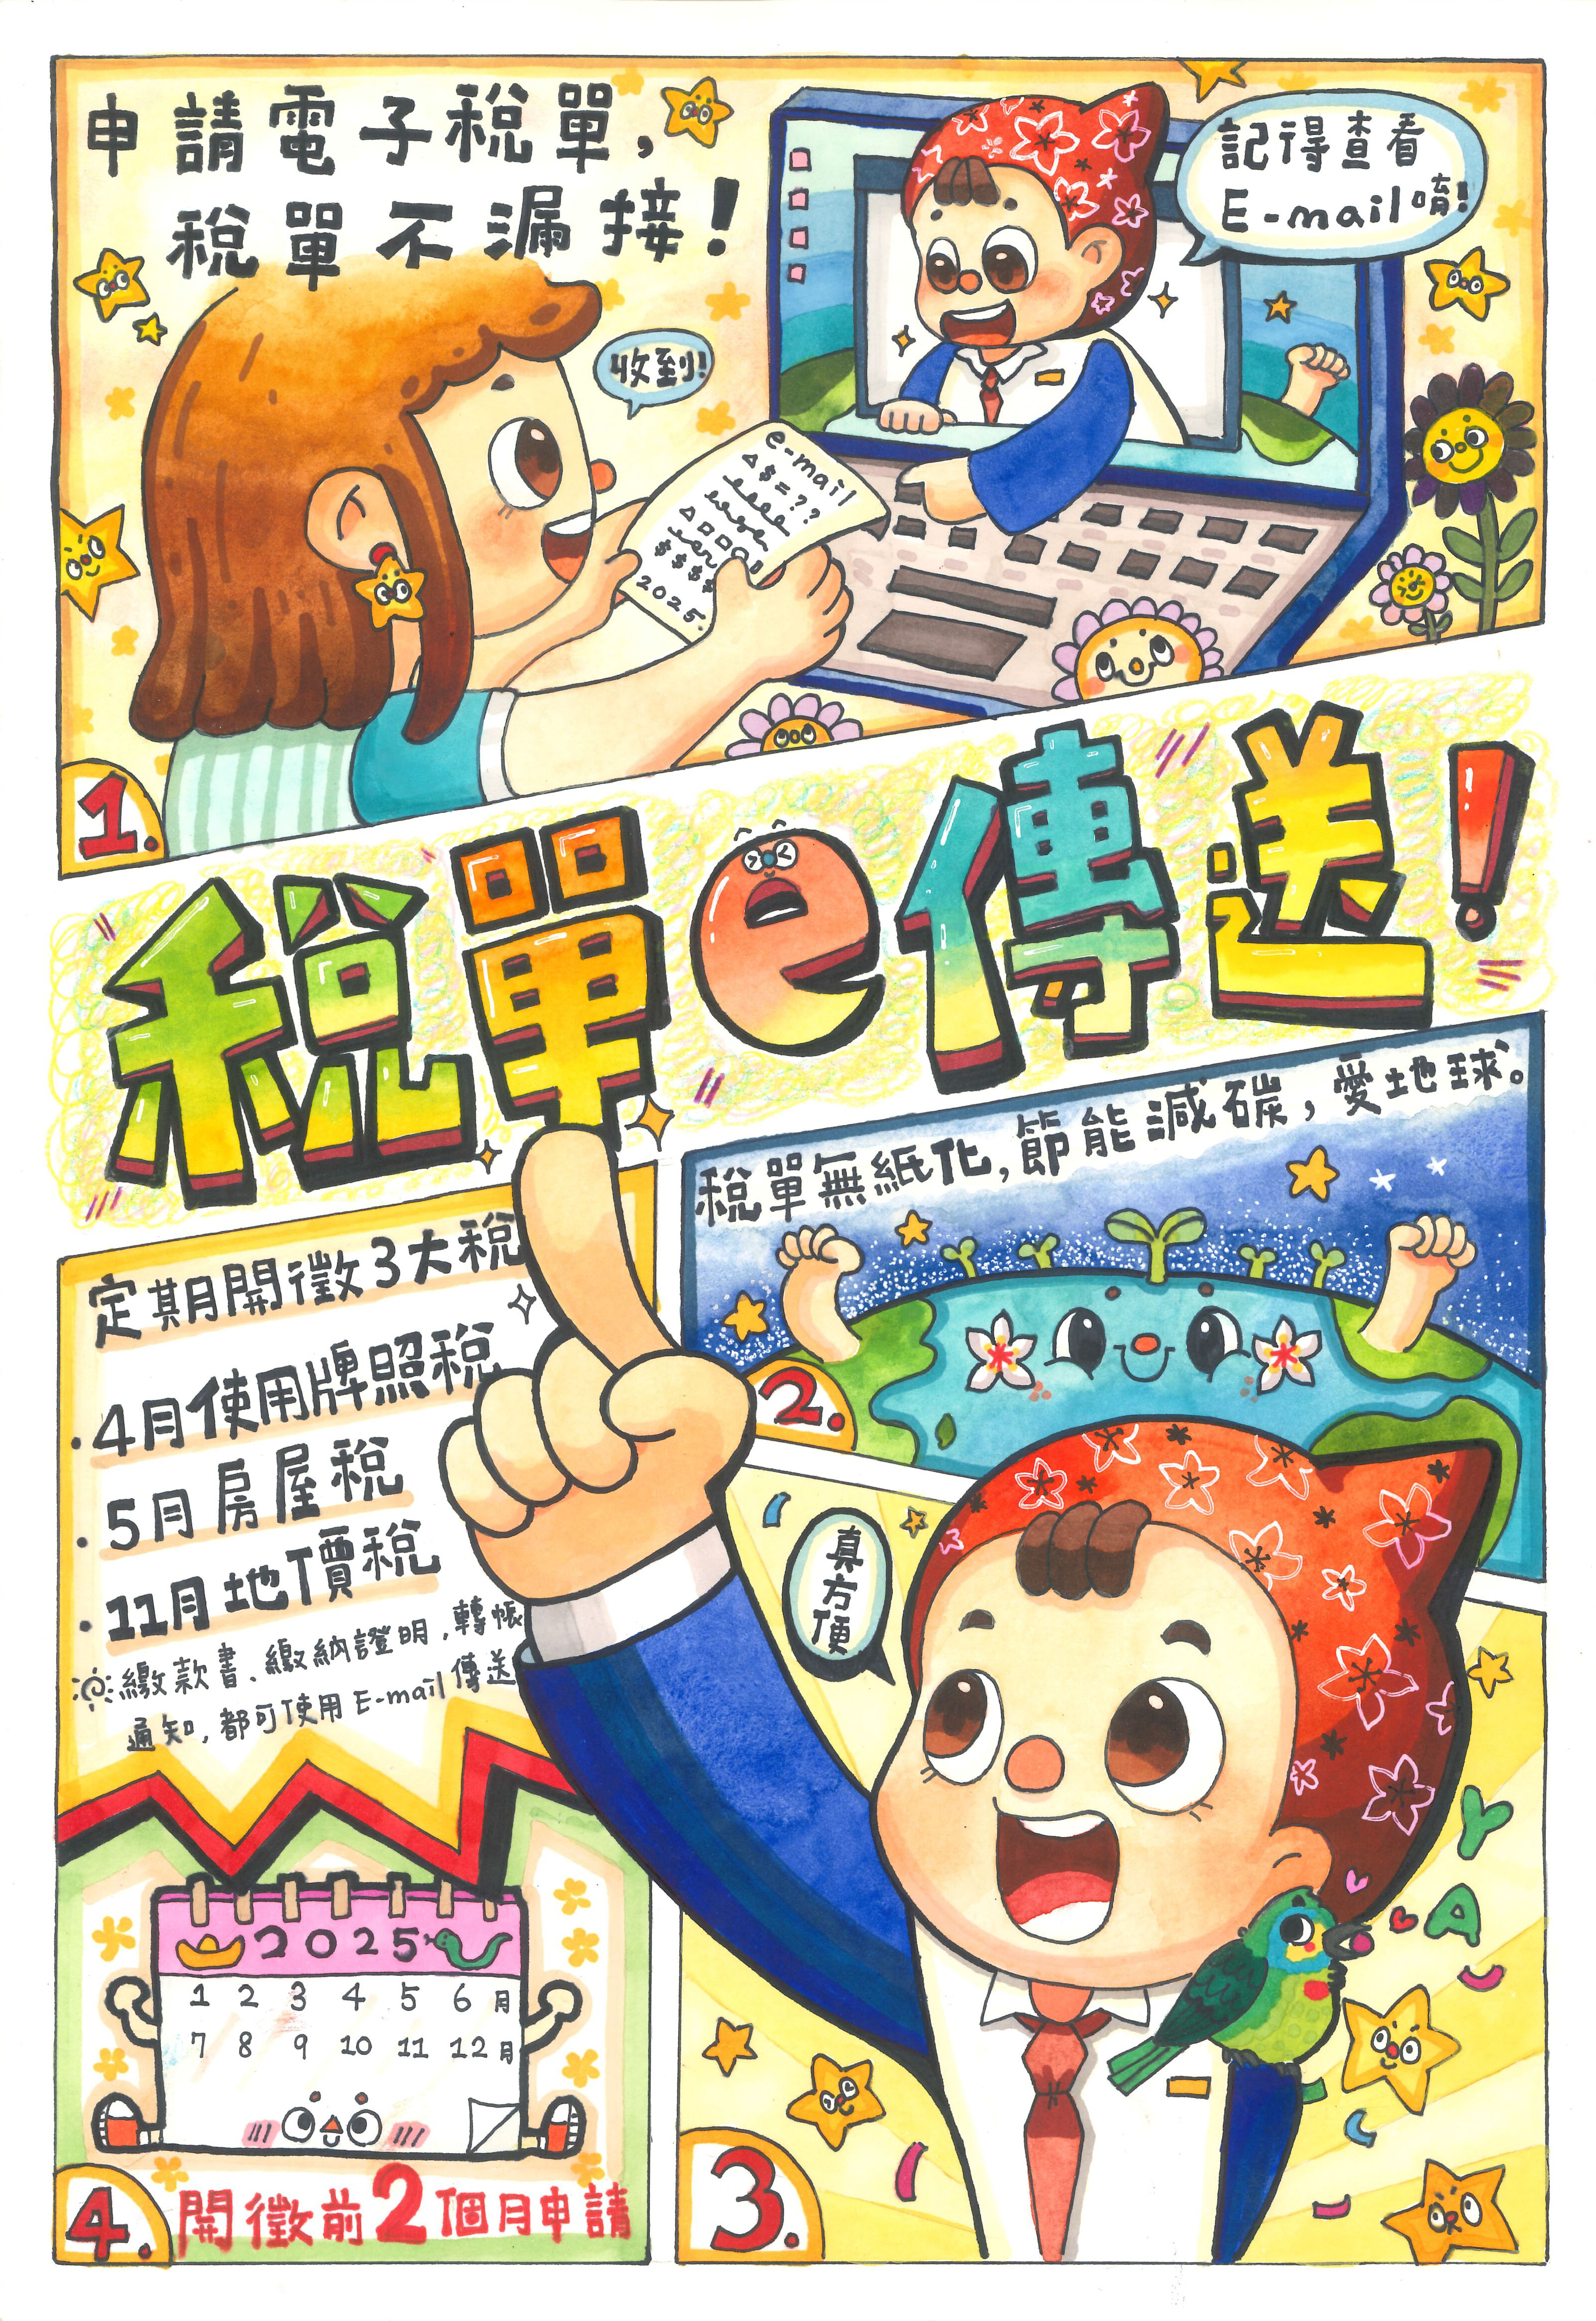 申請電子稅單,
稅單不漏接!
記得查看
E-mail唷!
收到!
e-mail
△$=??
2025.
1.
稅單e傳送!
稅單無紙化,節能減碳,愛地球。
2.
定期開徵3大稅
·4月使用牌照稅
·5月房屋稅
·11月地價稅
繳款書、繳納證明,轉帳
通知,都可使用E-mail傳送
真方便
YAY
3.
2025
1 2 3 4 5 6月
7 8 9 10 11 12月
4.
開徵前2個月申請